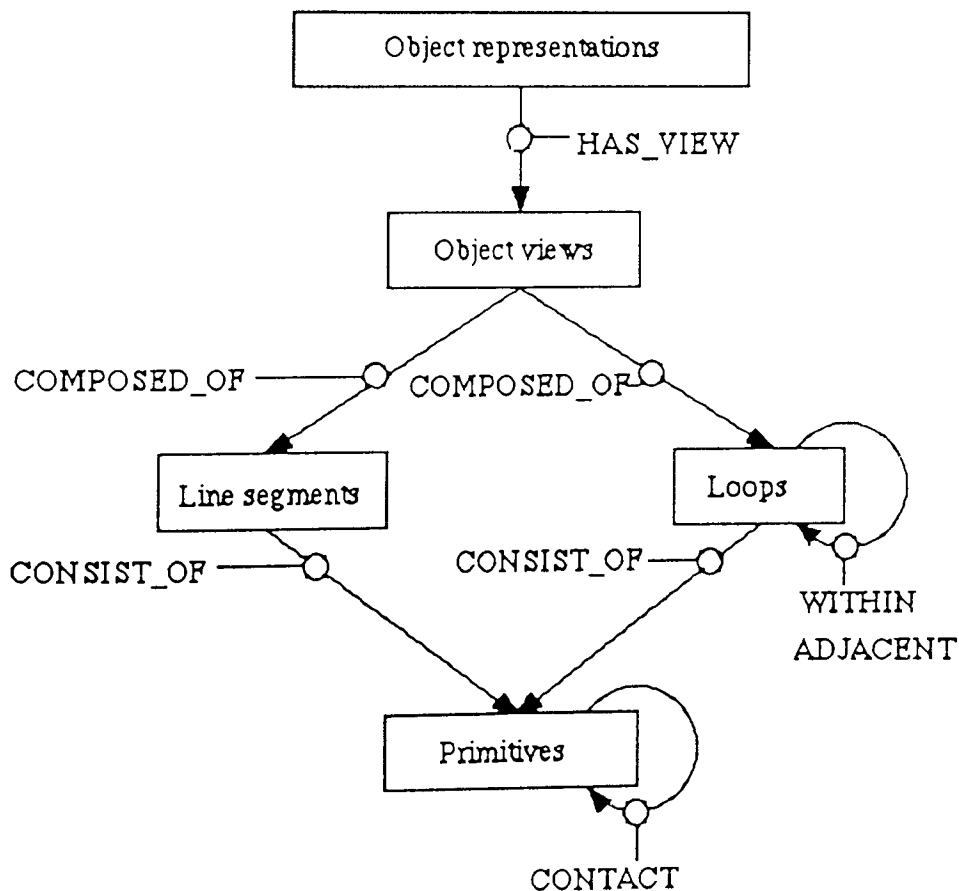 Object representations
HAS_VIEW
Object views
COMPOSED_OF
COMPOSED_OF
Line segments
Loops
CONSIST_OF
CONSIST_OF
WITHIN
ADJACENT
Primitives
CONTACT